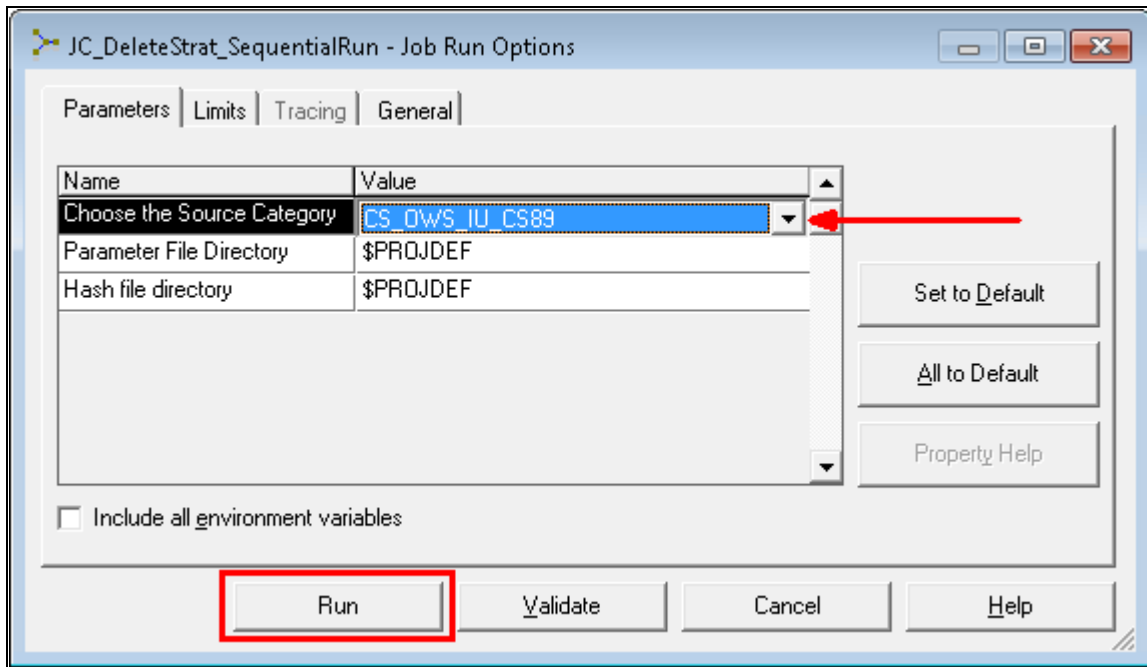 JC_DeleteStrat_SequentialRun - Job Run Options
Parameters Limits Tracing General
Name Value
Choose the Source Category CS_OWS_IU_CS89
Parameter File Directory $PROJDEF
Hash file directory $PROJDEF
Set to Default
All to Default
Property Help
Include all environment variables
Run Validate Cancel Help